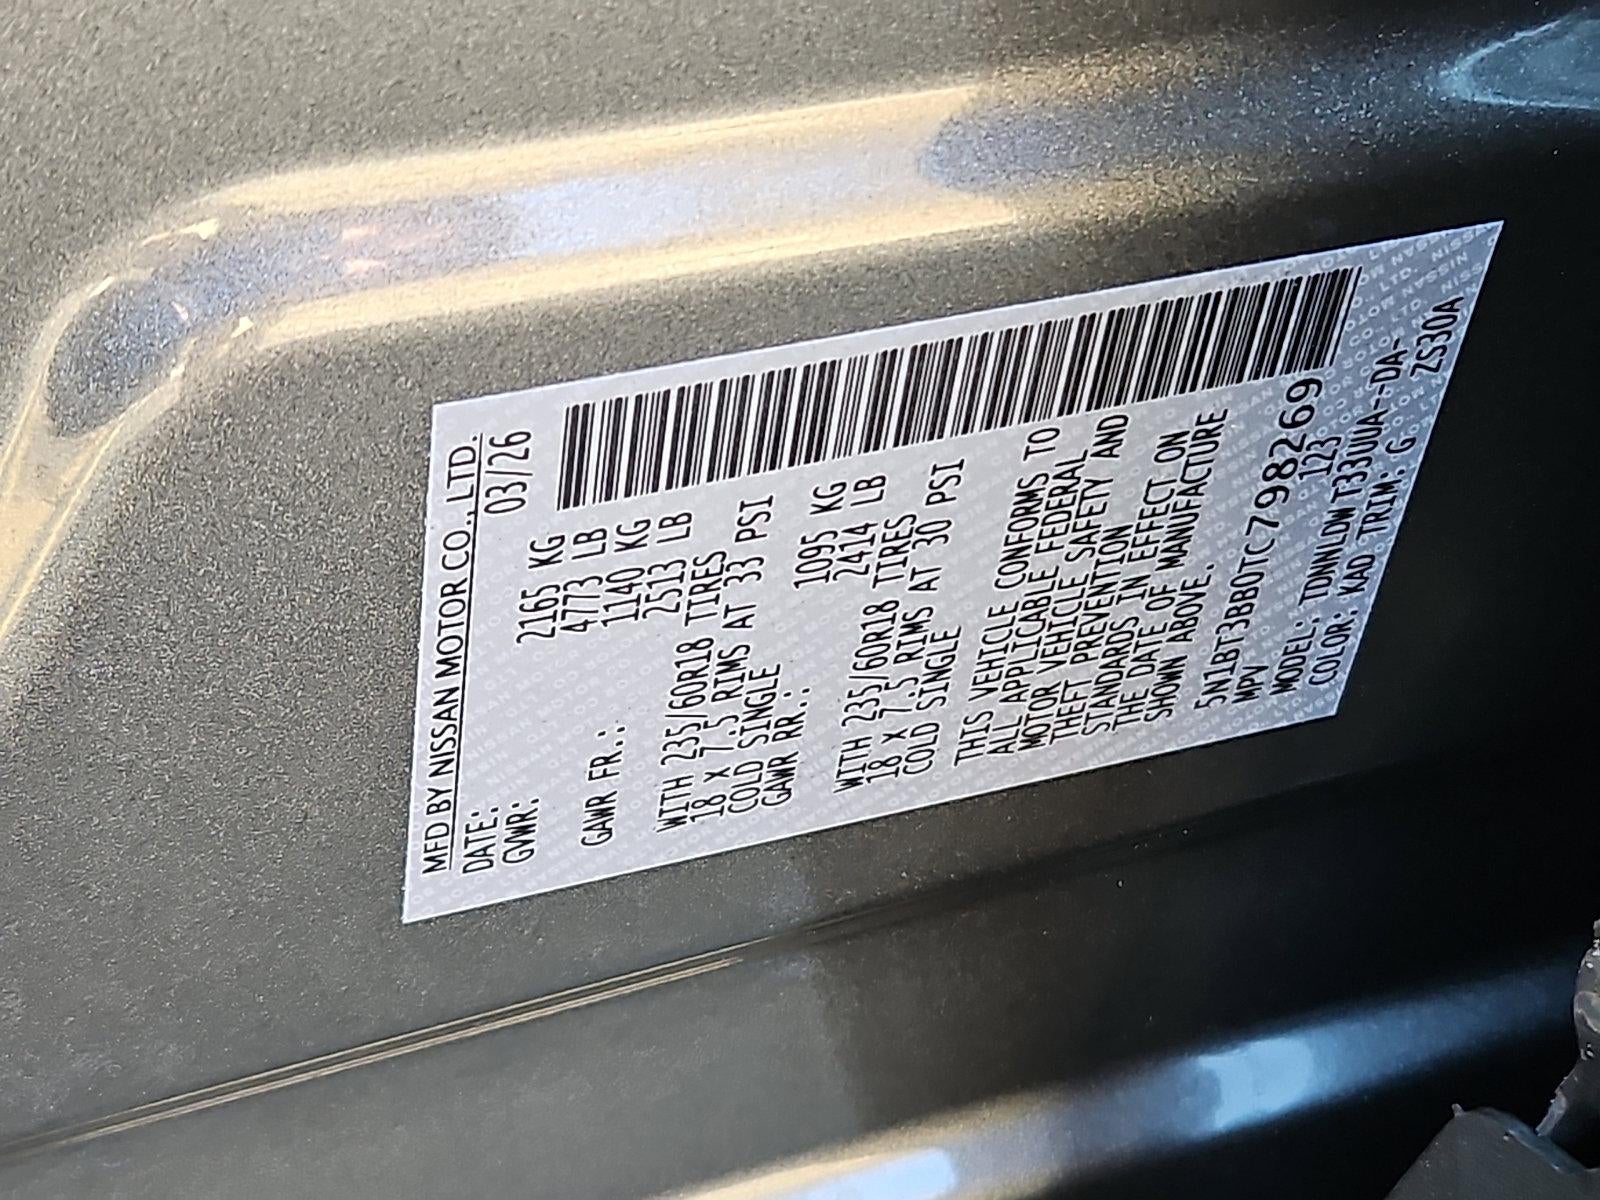 MFD BY NISSAN MOTOR CO., LTD.
DATE: 03/26
GVWR: 2165 KG
4773 LB
GAWR FR.: 1140 KG
2513 LB
WITH 235/60R18 TIRES
18 X 7.5 RIMS AT 33 PSI
COLD SINGLE
GAWR RR.: 1095 KG
2414 LB
WITH 235/60R18 TIRES
18 X 7.5 RIMS AT 30 PSI
COLD SINGLE
THIS VEHICLE CONFORMS TO
ALL APPLICABLE FEDERAL
MOTOR VEHICLE SAFETY AND
THEFT PREVENTION
STANDARDS IN EFFECT ON
THE DATE OF MANUFACTURE
SHOWN ABOVE.
5N1BT3BB0TC798269
MPV 123
MODEL: TDNNLDW T33UUA--DA-
COLOR: KAD TRIM: G ZS30A